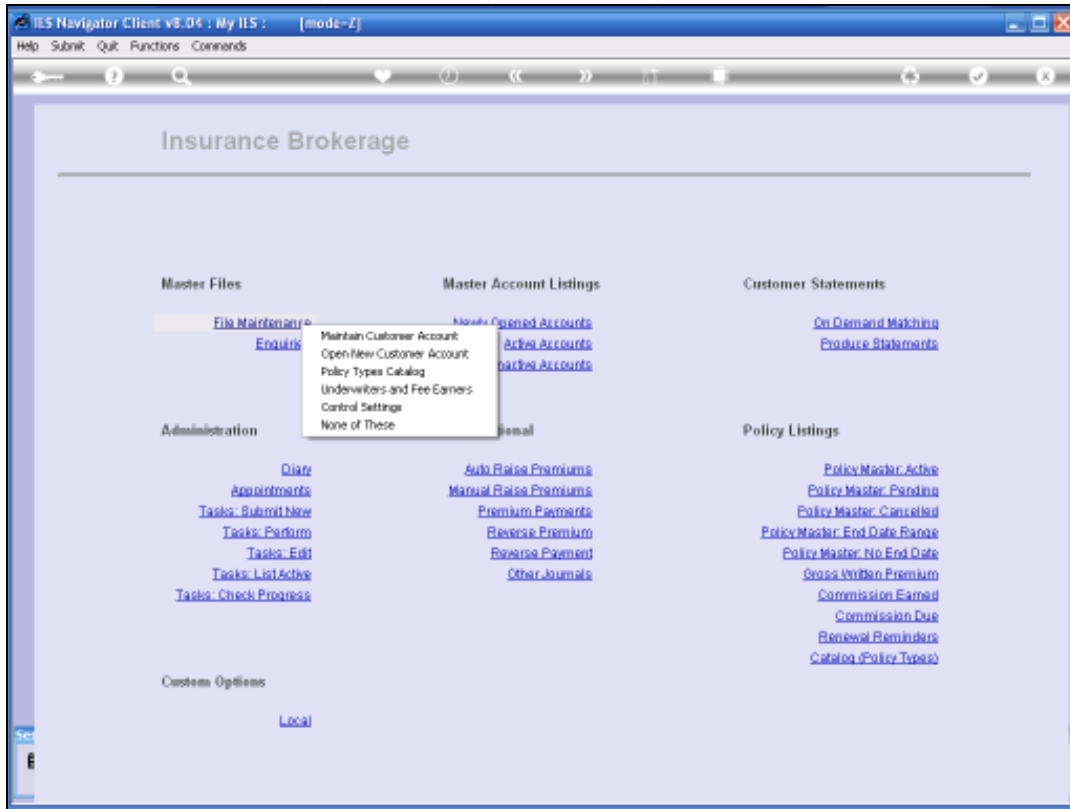 IES Navigator Client v8.04 : My IES : [mode=Z]
Help Submit Quit Functions Commands
Insurance Brokerage
Master Files
Master Account Listings
Customer Statements
File Maintenance
Newly Opened Accounts
On Demand Matching
Active Accounts
Produce Statements
Accounts
Maintain Customer Account
Open New Customer Account
Policy Types Catalog
Underwriters and Fee Earners
Control Settings
None of These
Administration
Policy Listings
Diary
Auto Raise Premiums
Policy Master: Active
Appointments
Manual Raise Premiums
Policy Master: Pending
Tasks: Submit New
Premium Payments
Policy Master: Cancelled
Tasks: Perform
Reverse Premium
Policy Master: End Date Range
Tasks: Edit
Reverse Payment
Policy Master: No End Date
Tasks: List Active
Other Journals
Gross Written Premium
Tasks: Check Progress
Commission Earned
Commission Due
Renewal Reminders
Catalog (Policy Types)
Custom Options
Local